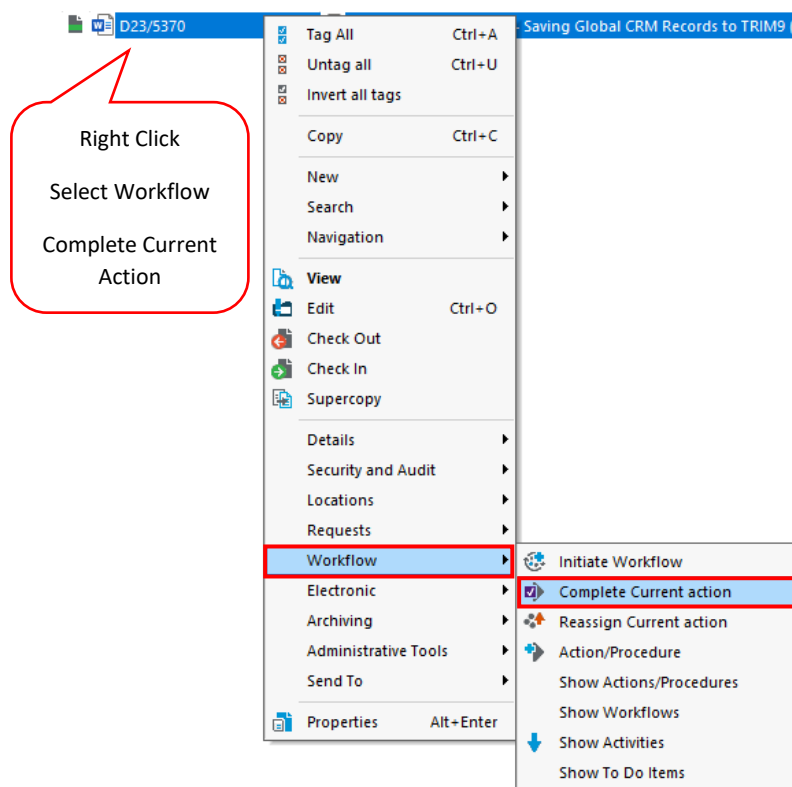 D23/5370
Saving Global CRM Records to TRIM9 (
Right Click
Select Workflow
Complete Current
Action
Tag All Ctrl+A
Untag all Ctrl+U
Invert all tags
Copy Ctrl+C
New
Search
Navigation
View
Edit Ctrl+O
Check Out
Check In
Supercopy
Details
Security and Audit
Locations
Requests
Workflow
Electronic
Archiving
Administrative Tools
Send To
Properties Alt+Enter
Initiate Workflow
Complete Current action
Reassign Current action
Action/Procedure
Show Actions/Procedures
Show Workflows
Show Activities
Show To Do Items